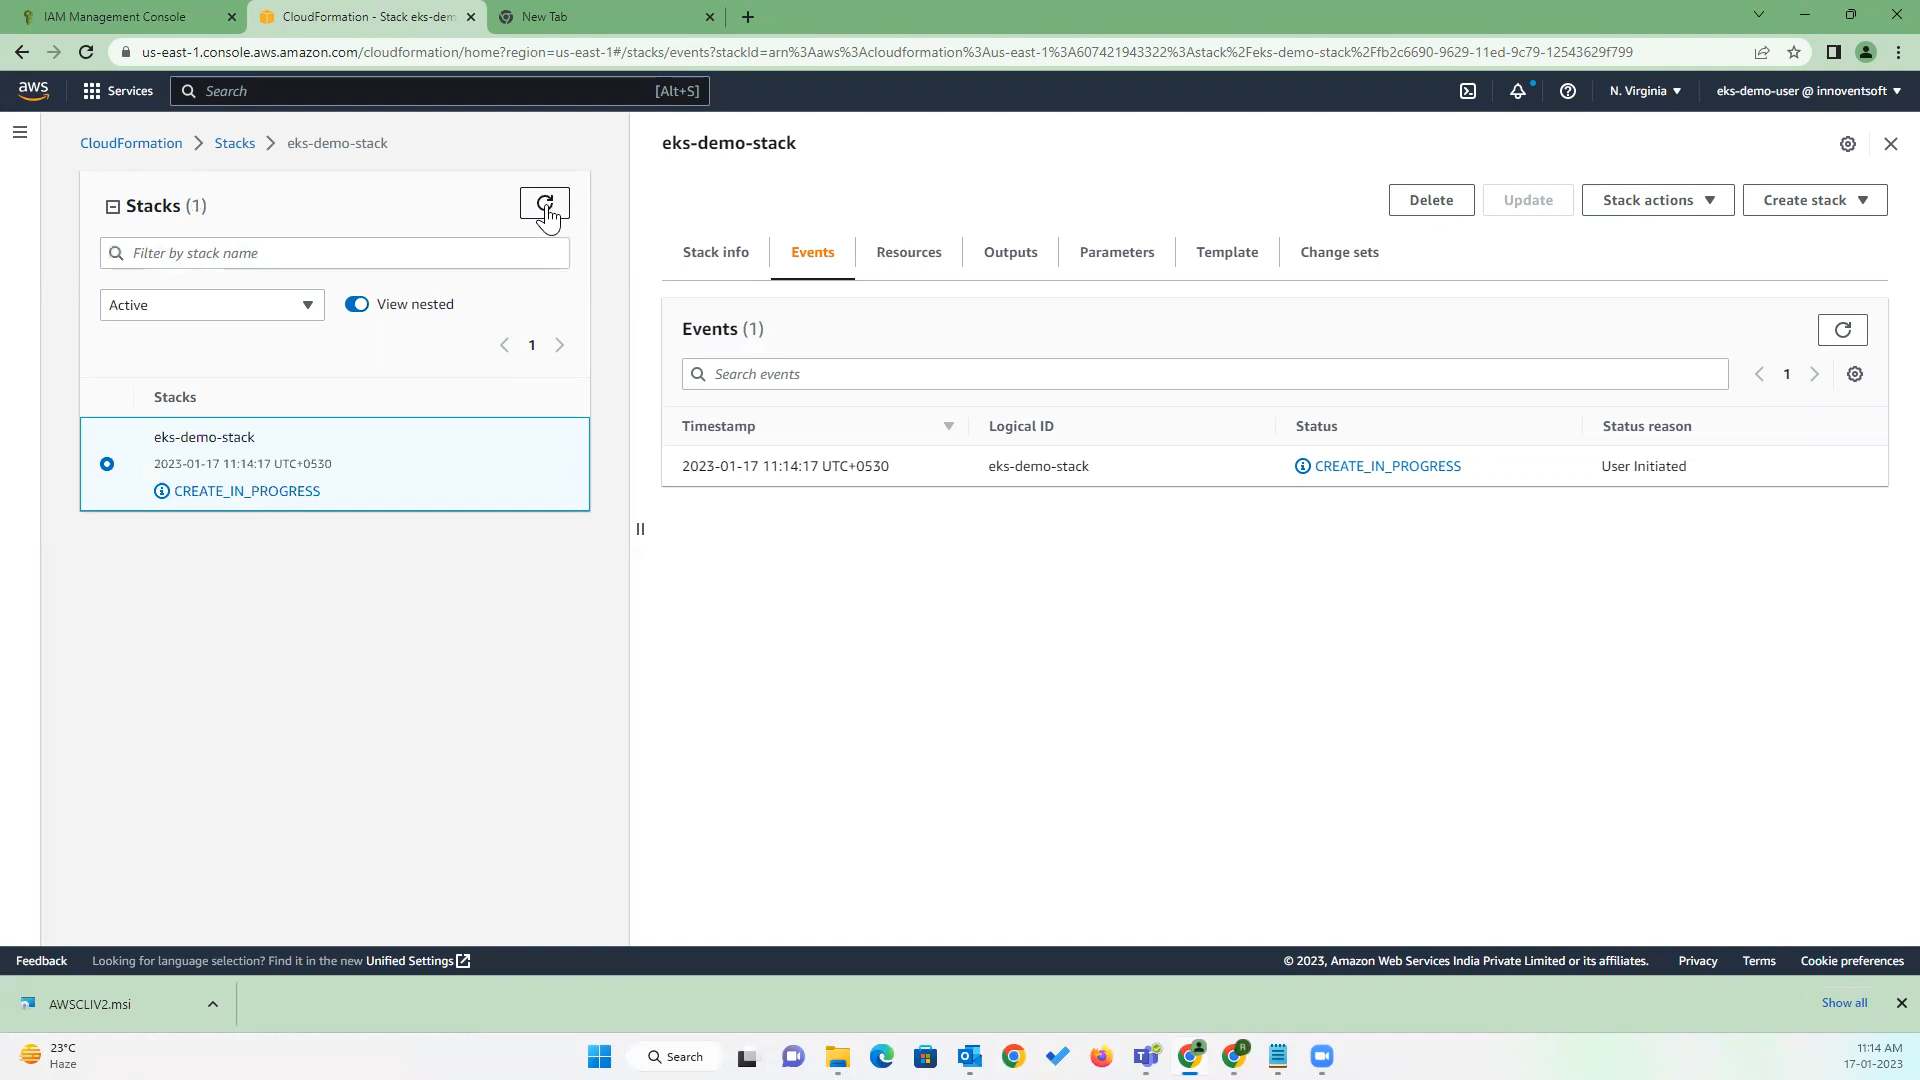 IAM Management Console
CloudFormation - Stack eks-dem
New Tab
us-east-1.console.aws.amazon.com/cloudformation/home?region=us-east-1#/stacks/events?stackId=arn%3Aaws%3Acloudformation%3Aus-east-1%3A607421943322%3Astack%2Feks-demo-stack%2Ffb2c6690-9629-11ed-9c79-12543629f799
aws
Services
Search
[Alt+S]
N. Virginia
eks-demo-user @ innoventsoft
CloudFormation
Stacks
eks-demo-stack
Stacks (1)
Filter by stack name
Active
View nested
1
Stacks
eks-demo-stack
2023-01-17 11:14:17 UTC+0530
CREATE_IN_PROGRESS
eks-demo-stack
Delete
Update
Stack actions
Create stack
Stack info
Events
Resources
Outputs
Parameters
Template
Change sets
Events (1)
Search events
1
Timestamp
Logical ID
Status
Status reason
2023-01-17 11:14:17 UTC+0530
eks-demo-stack
CREATE_IN_PROGRESS
User Initiated
Feedback
Looking for language selection? Find it in the new Unified Settings
© 2023, Amazon Web Services India Private Limited or its affiliates.
Privacy
Terms
Cookie preferences
AWSCLIV2.msi
Show all
23°C
Haze
Search
11:14 AM
17-01-2023